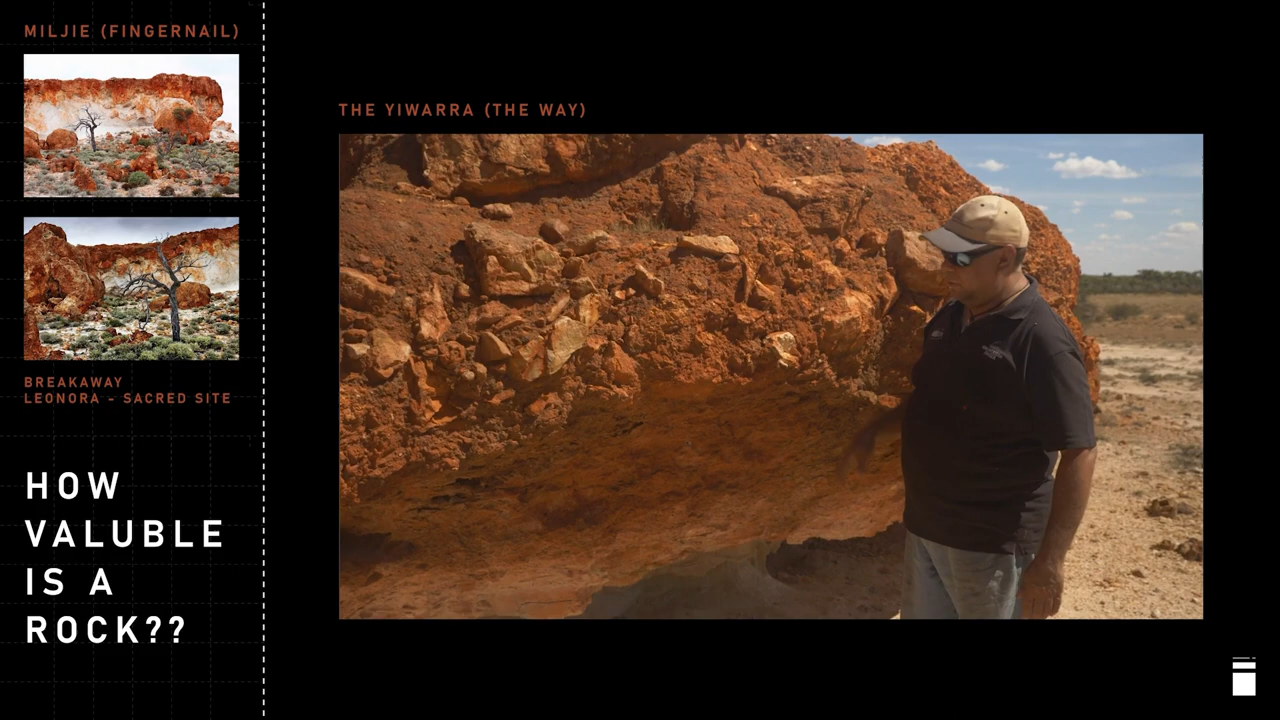 MILJIE (FINGERNAIL)
BREAKAWAY
LEONORA - SACRED SITE
HOW
VALUBLE
IS A
ROCK??
THE YIWARRA (THE WAY)